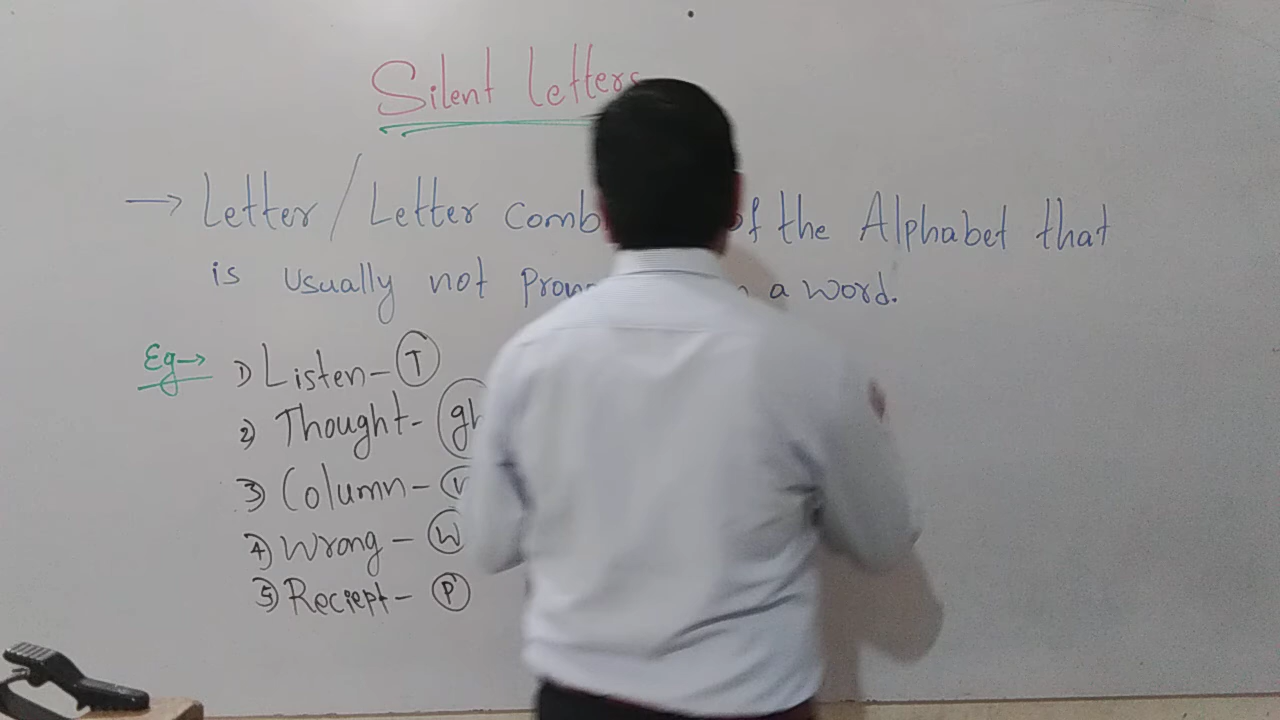 Silent Letters
→ Letter / Letter Comb of the Alphabet that
is usually not Pron a word.
Eg→ 1) Listen - T
2) Thought - gh
3) Column -
4) Wrong - W
5) Reciept - P